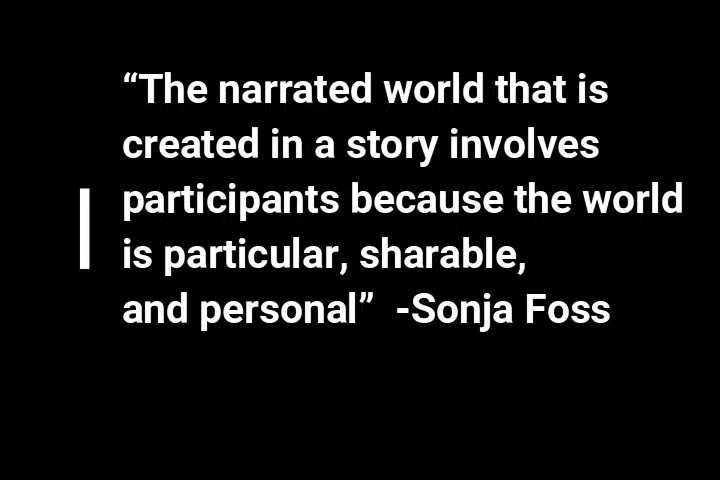 “The narrated world that is
created in a story involves
participants because the world
is particular, sharable,
and personal”  -Sonja Foss